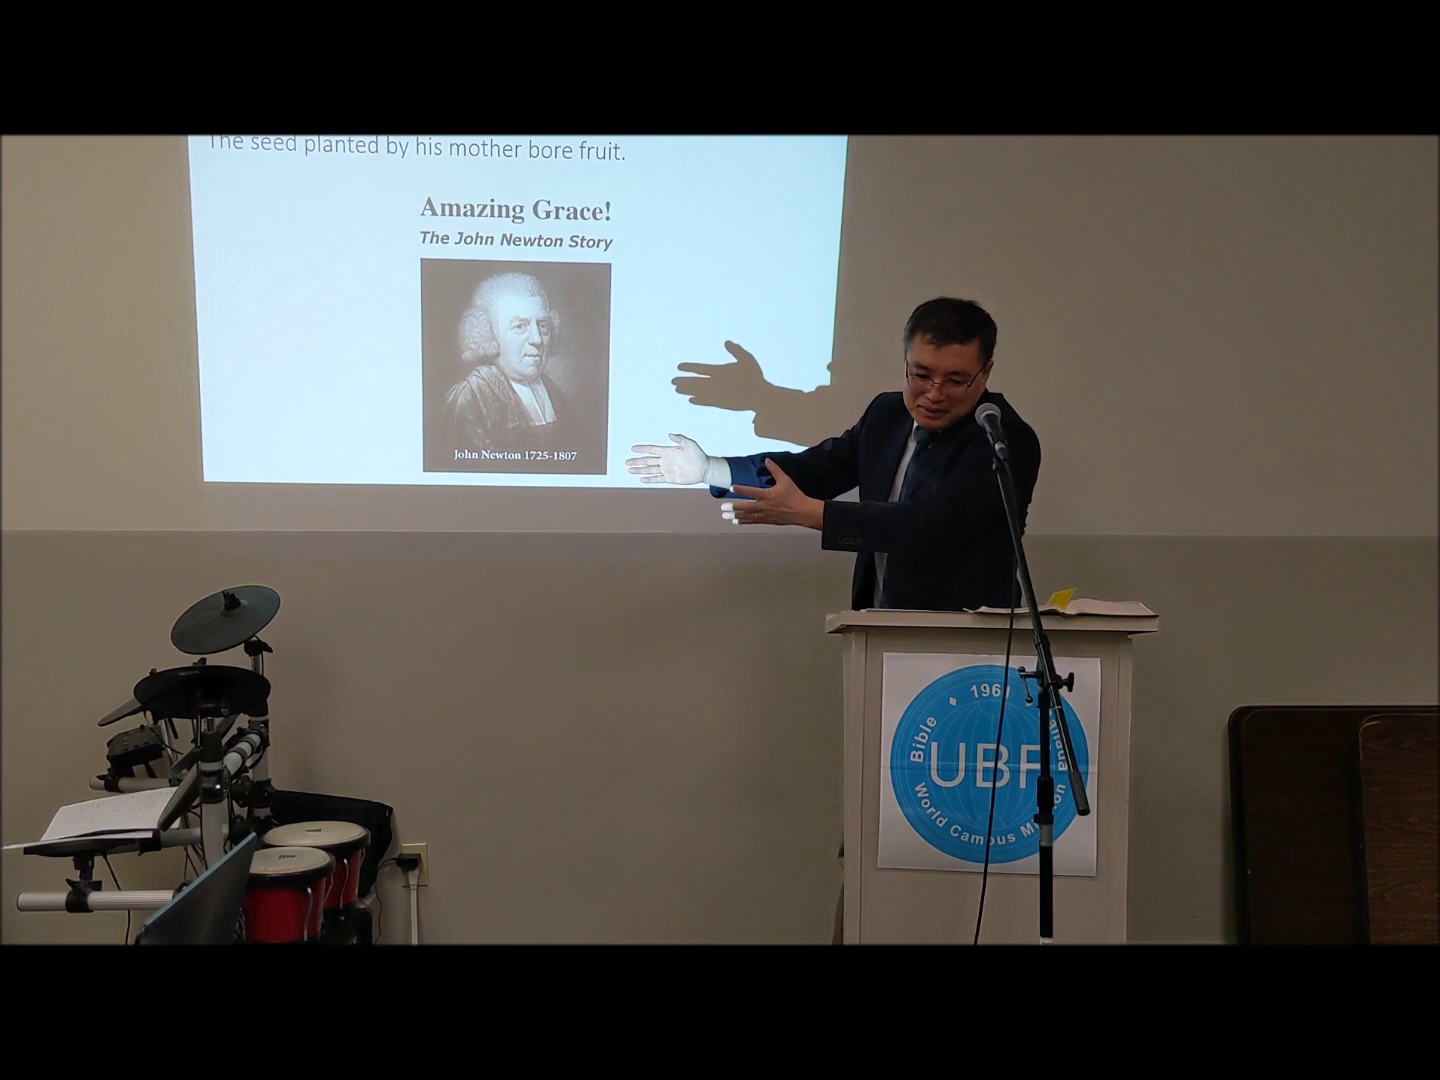 The seed planted by his mother bore fruit.
Amazing Grace!
The John Newton Story
John Newton 1725-1807
1961
Bible
UBF
World Campus